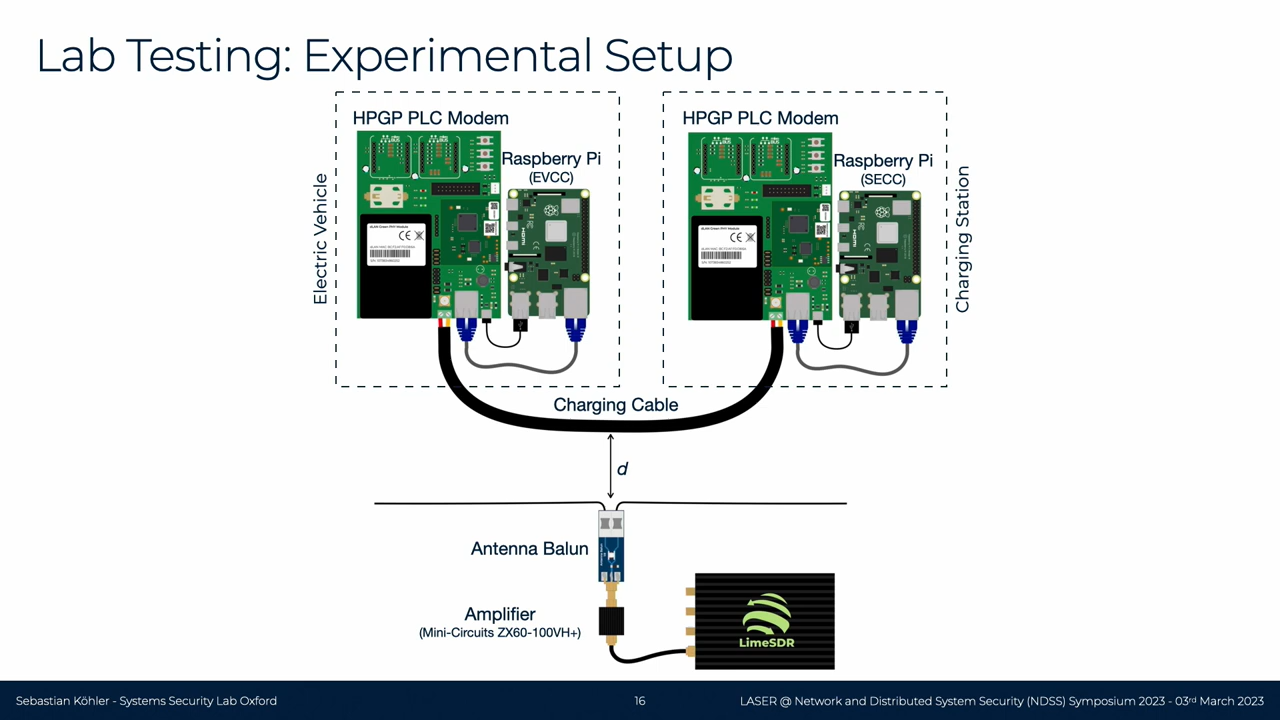 Lab Testing: Experimental Setup
HPGP PLC Modem
Raspberry Pi
(EVCC)
Electric Vehicle
HPGP PLC Modem
Raspberry Pi
(SECC)
Charging Station
Charging Cable
d
Antenna Balun
Amplifier
(Mini-Circuits ZX60-100VH+)
LimeSDR
Sebastian Köhler - Systems Security Lab Oxford
16
LASER @ Network and Distributed System Security (NDSS) Symposium 2023 - 03rd March 2023